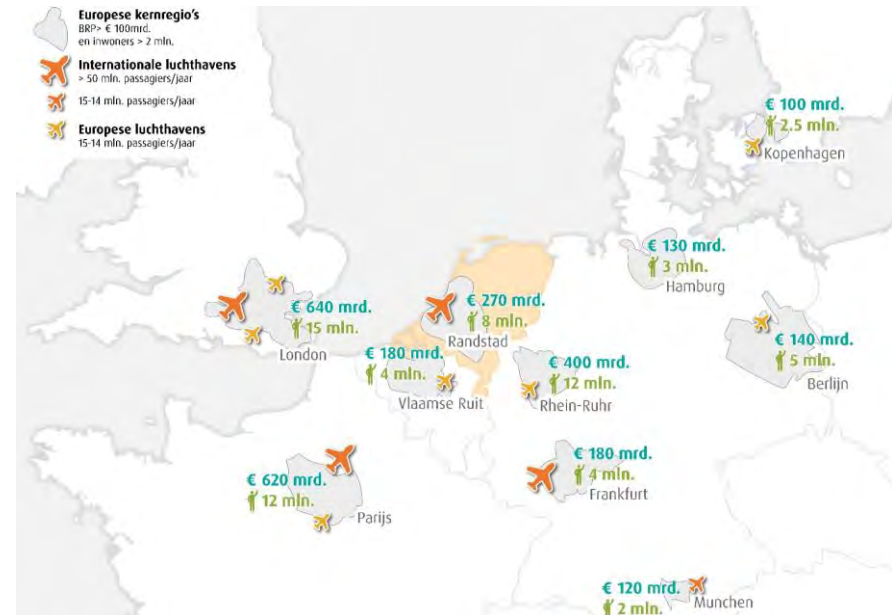 Europese kernregio's
BRP> € 100mrd.
en inwoners > 2 mln.
Internationale luchthavens
> 50 mln. passagiers/jaar
15-14 mln. passagiers/jaar
Europese luchthavens
15-14 mln. passagiers/jaar
€ 100 mrd.
2.5 mln.
Kopenhagen
€ 130 mrd.
3 mln.
Hamburg
€ 640 mrd.
15 mln.
London
€ 270 mrd.
8 mln.
Randstad
€ 140 mrd.
5 mln.
Berlijn
€ 180 mrd.
4 mln.
Vlaamse Ruit
€ 400 mrd.
12 mln.
Rhein-Ruhr
€ 620 mrd.
12 mln.
Parijs
€ 180 mrd.
4 mln.
Frankfurt
€ 120 mrd.
2 mln.
Munchen